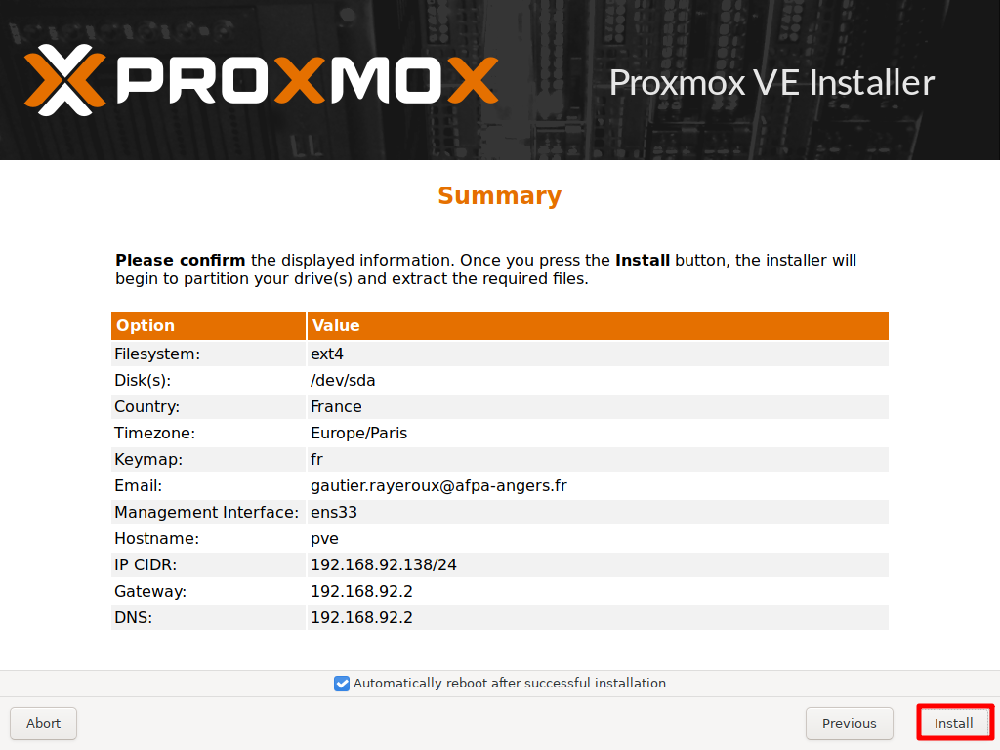 PROXMOX
Proxmox VE Installer
Summary
Please confirm the displayed information. Once you press the Install button, the installer will
begin to partition your drive(s) and extract the required files.
Option Value
Filesystem: ext4
Disk(s): /dev/sda
Country: France
Timezone: Europe/Paris
Keymap: fr
Email: gautier.rayeroux@afpa-angers.fr
Management Interface: ens33
Hostname: pve
IP CIDR: 192.168.92.138/24
Gateway: 192.168.92.2
DNS: 192.168.92.2
Automatically reboot after successful installation
Abort Previous Install